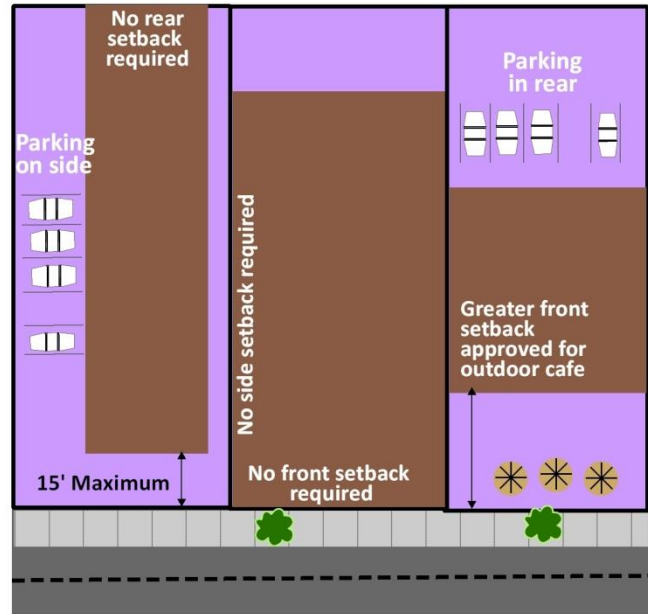 No rear
setback
required
Parking
on side
15' Maximum
No side setback required
No front setback
required
Parking
in rear
Greater front
setback
approved for
outdoor cafe